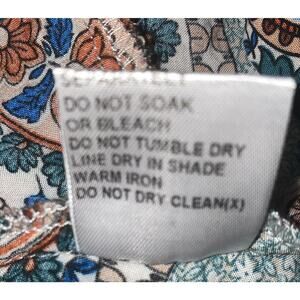 SEPARATELY
DO NOT SOAK
OR BLEACH
DO NOT TUMBLE DRY
LINE DRY IN SHADE
WARM IRON
DO NOT DRY CLEAN(X)